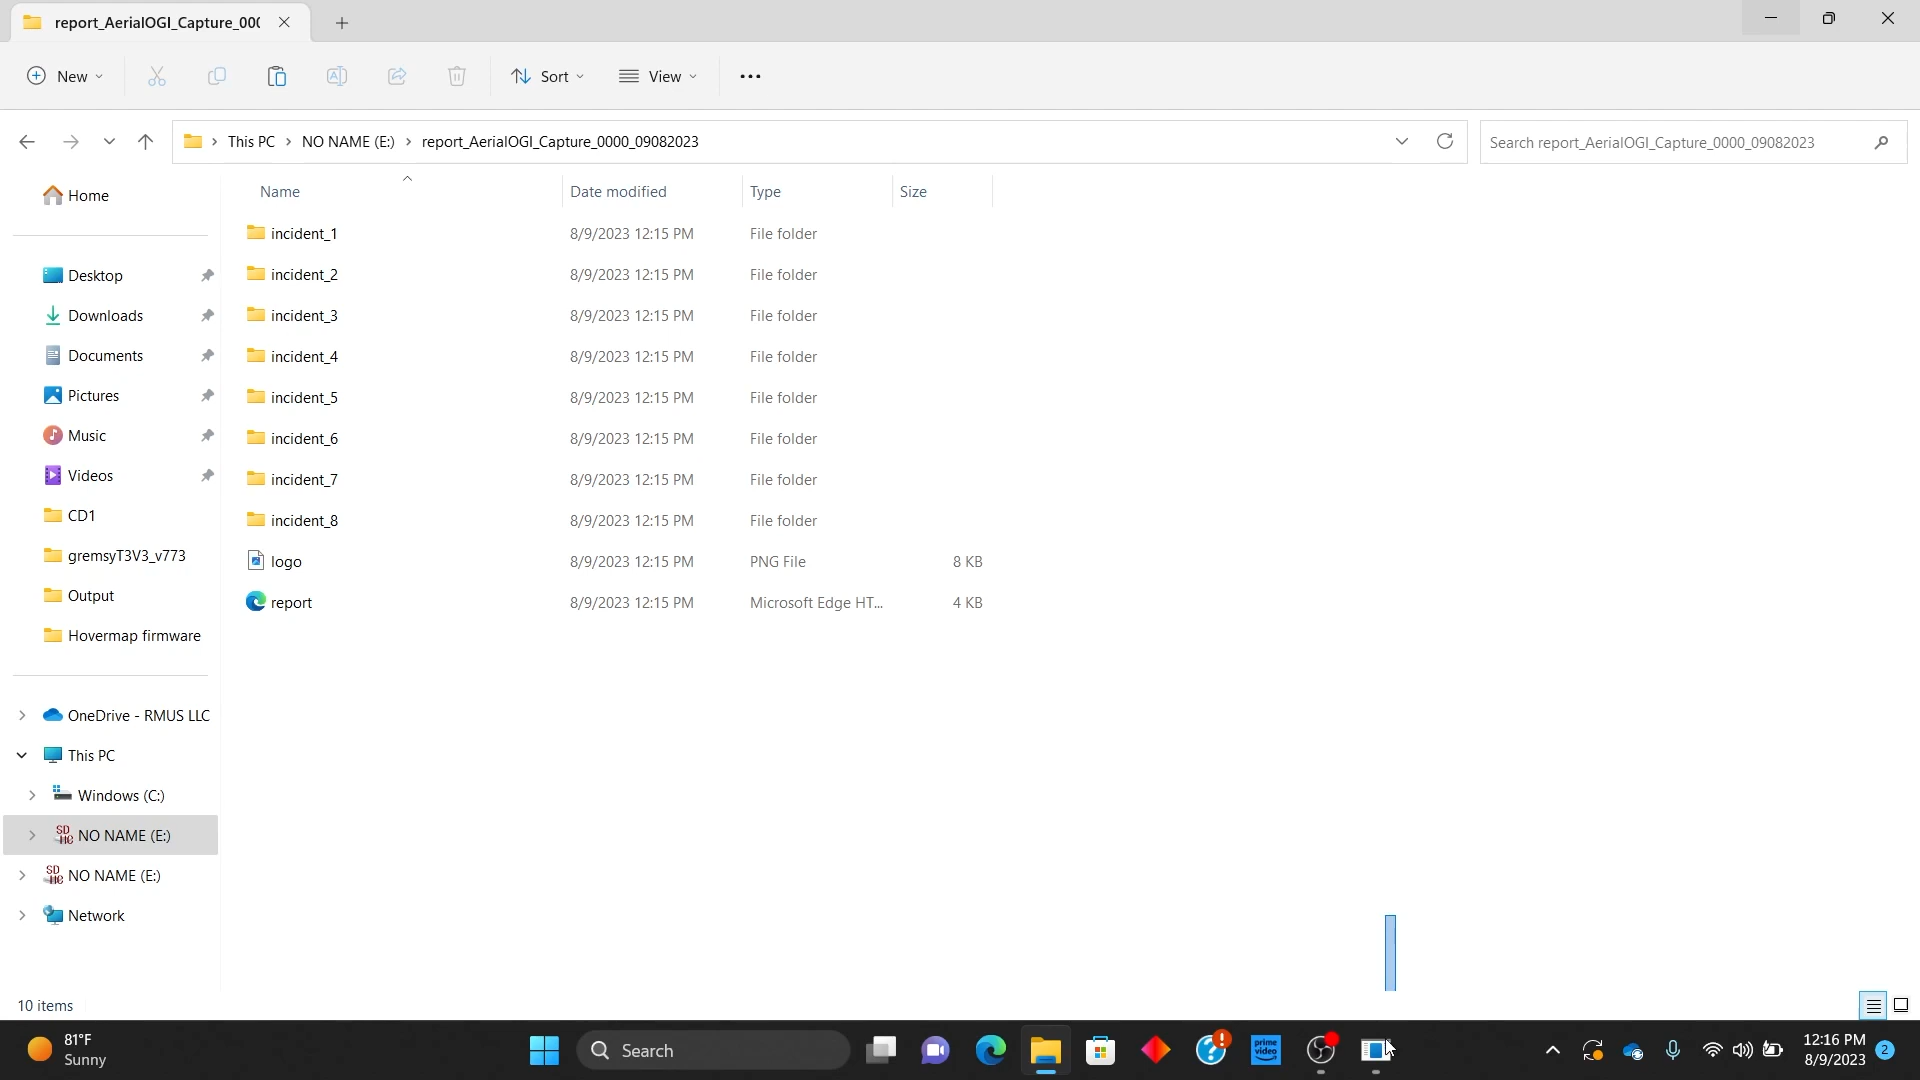 report_AerialOGI_Capture_000
New
Sort
View
This PC
NO NAME (E:)
report_AerialOGI_Capture_0000_09082023
Search report_AerialOGI_Capture_0000_09082023
Name Date modified Type Size
incident_1 8/9/2023 12:15 PM File folder
incident_2 8/9/2023 12:15 PM File folder
incident_3 8/9/2023 12:15 PM File folder
incident_4 8/9/2023 12:15 PM File folder
incident_5 8/9/2023 12:15 PM File folder
incident_6 8/9/2023 12:15 PM File folder
incident_7 8/9/2023 12:15 PM File folder
incident_8 8/9/2023 12:15 PM File folder
logo 8/9/2023 12:15 PM PNG File 8 KB
report 8/9/2023 12:15 PM Microsoft Edge HT... 4 KB
Home
Desktop
Downloads
Documents
Pictures
Music
Videos
CD1
gremsyT3V3_v773
Output
Hovermap firmware
OneDrive - RMUS LLC
This PC
Windows (C:)
SD HC NO NAME (E:)
SD HC NO NAME (E:)
Network
10 items
81°F
Sunny
Search
prime video
12:16 PM
8/9/2023
2